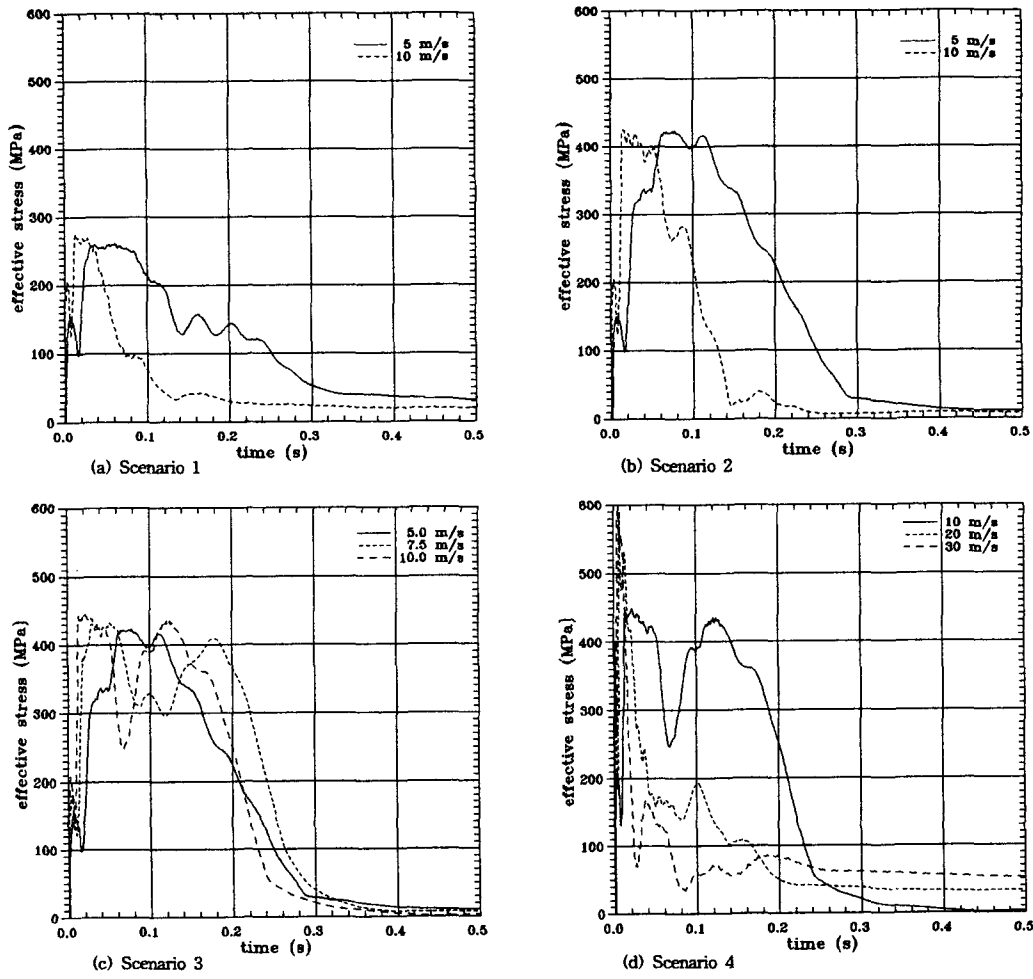 600
500
400
300
200
100
0
effective stress (MPa)
5 m/s
10 m/s
0.0 0.1 0.2 0.3 0.4 0.5
time (s)
(a) Scenario 1
600
500
400
300
200
100
0
effective stress (MPa)
5 m/s
10 m/s
0.0 0.1 0.2 0.3 0.4 0.5
time (s)
(b) Scenario 2
600
500
400
300
200
100
0
effective stress (MPa)
5.0 m/s
7.5 m/s
10.0 m/s
0.0 0.1 0.2 0.3 0.4 0.5
time (s)
(c) Scenario 3
600
500
400
300
200
100
0
effective stress (MPa)
10 m/s
20 m/s
30 m/s
0.0 0.1 0.2 0.3 0.4 0.5
time (s)
(d) Scenario 4